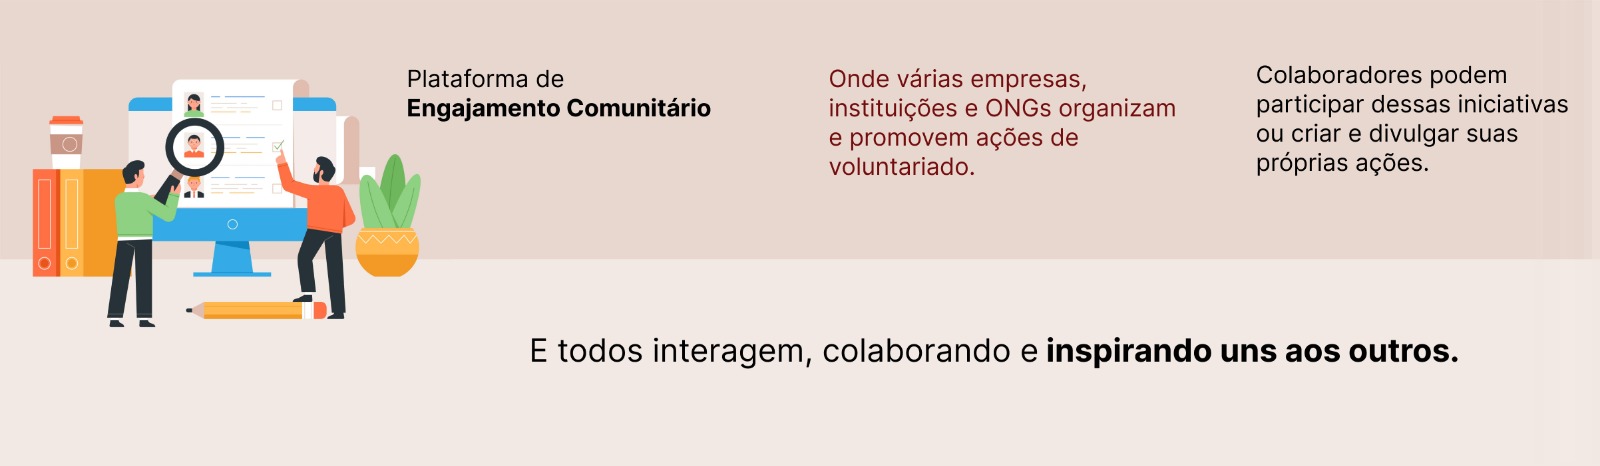 Plataforma de
Engajamento Comunitário
Onde várias empresas,
instituições e ONGs organizam
e promovem ações de
voluntariado.
Colaboradores podem
participar dessas iniciativas
ou criar e divulgar suas
próprias ações.
E todos interagem, colaborando e inspirando uns aos outros.